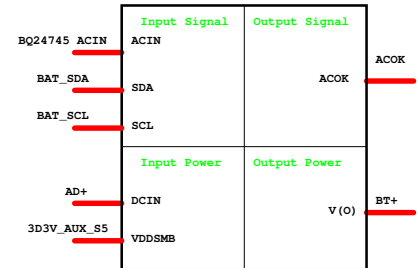 Input Signal Output Signal
BQ24745 ACIN ACIN
ACOK
BAT_SDA ACOK
SDA
BAT_SCL
SCL
Input Power Output Power
AD+ DCIN
BT+
V(O)
3D3V_AUX_S5
VDDSMB